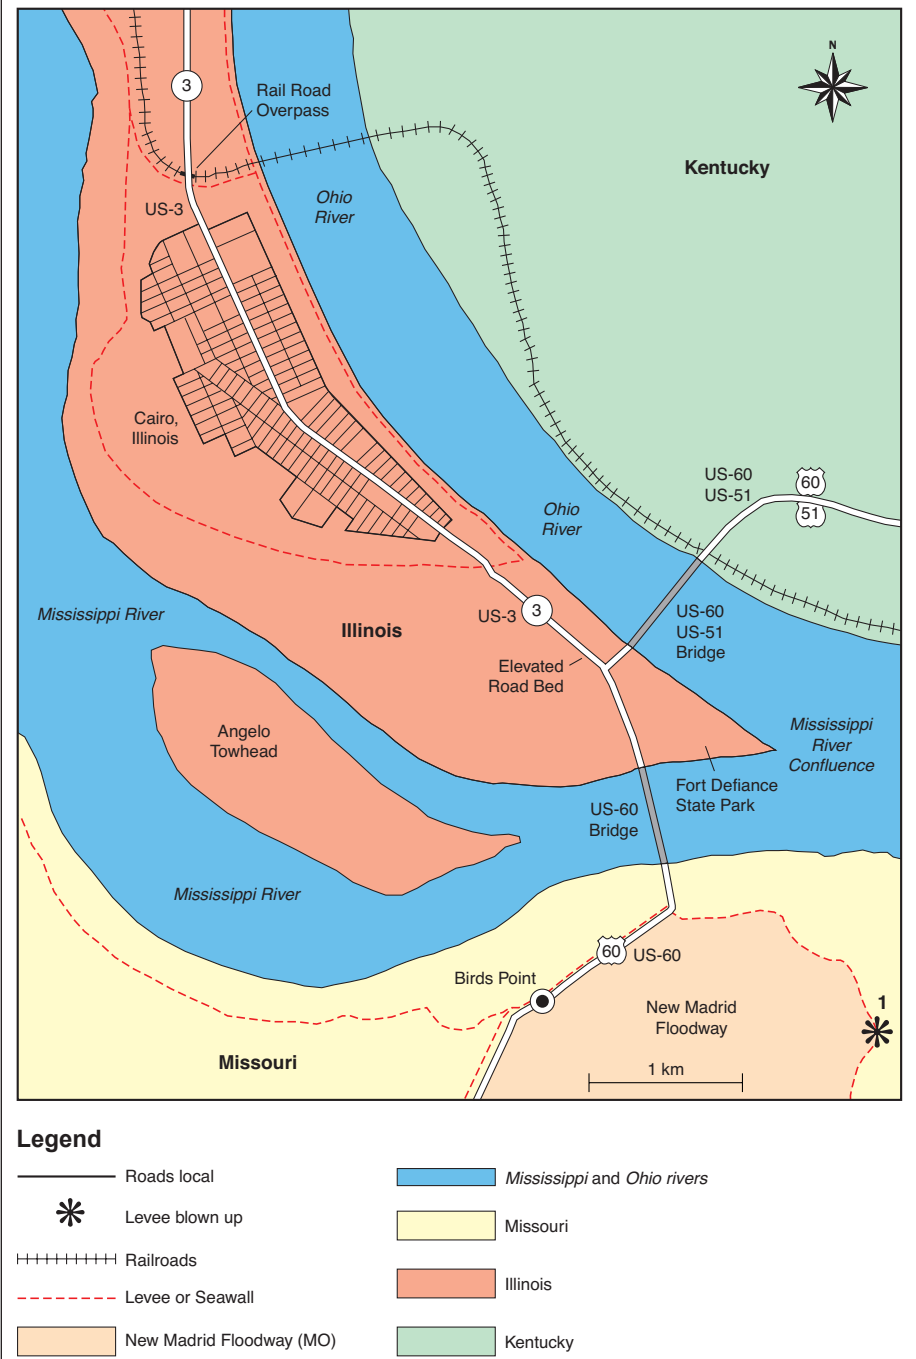 N
3
Rail Road
Overpass
Kentucky
Ohio
River
US-3
Cairo,
Illinois
US-60
US-51
60
51
Ohio
River
Mississippi River
Illinois
US-3
3
US-60
US-51
Bridge
Elevated
Road Bed
Angelo
Towhead
Mississippi
River
Confluence
Fort Defiance
State Park
US-60
Bridge
Mississippi River
60
US-60
Birds Point
New Madrid
Floodway
1
Missouri
1 km
Legend
Roads local
Levee blown up
Railroads
Levee or Seawall
New Madrid Floodway (MO)
Mississippi and Ohio rivers
Missouri
Illinois
Kentucky